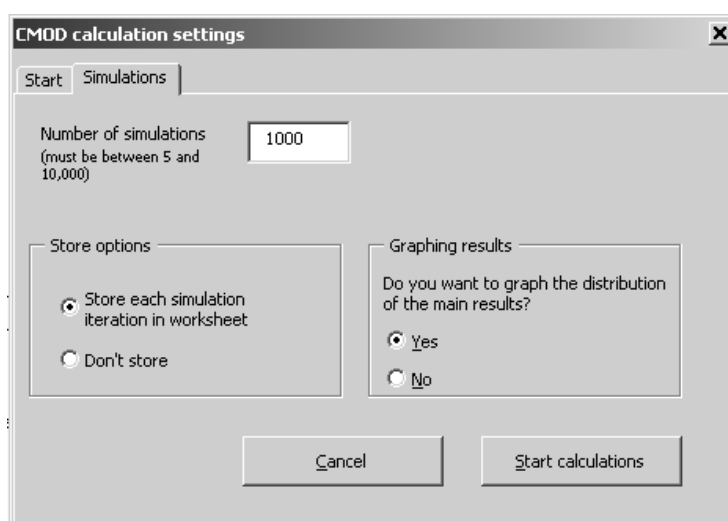 CMOD calculation settings
Start Simulations
Number of simulations
(must be between 5 and
10,000)
1000
Store options
Store each simulation
iteration in worksheet
Don't store
Graphing results
Do you want to graph the distribution
of the main results?
Yes
No
Cancel
Start calculations